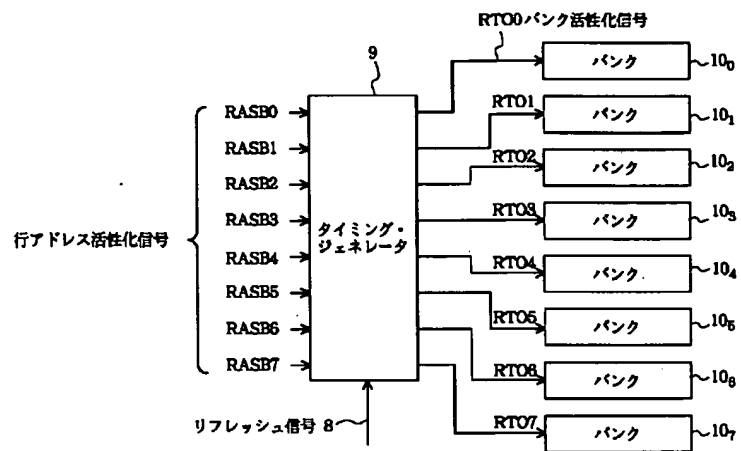 RTO0バンク活性化信号
9
バンク
10₀
RASB0
RTO1
バンク
10₁
RASB1
RTO2
バンク
10₂
RASB2
RTO3
バンク
10₃
RASB3
タイミング・
ジェネレータ
行アドレス活性化信号
RTO4
バンク
10₄
RASB4
RASB5
RTO5
バンク
10₅
RASB6
RTO6
バンク
10₆
RASB7
RTO7
バンク
10₇
リフレッシュ信号 8